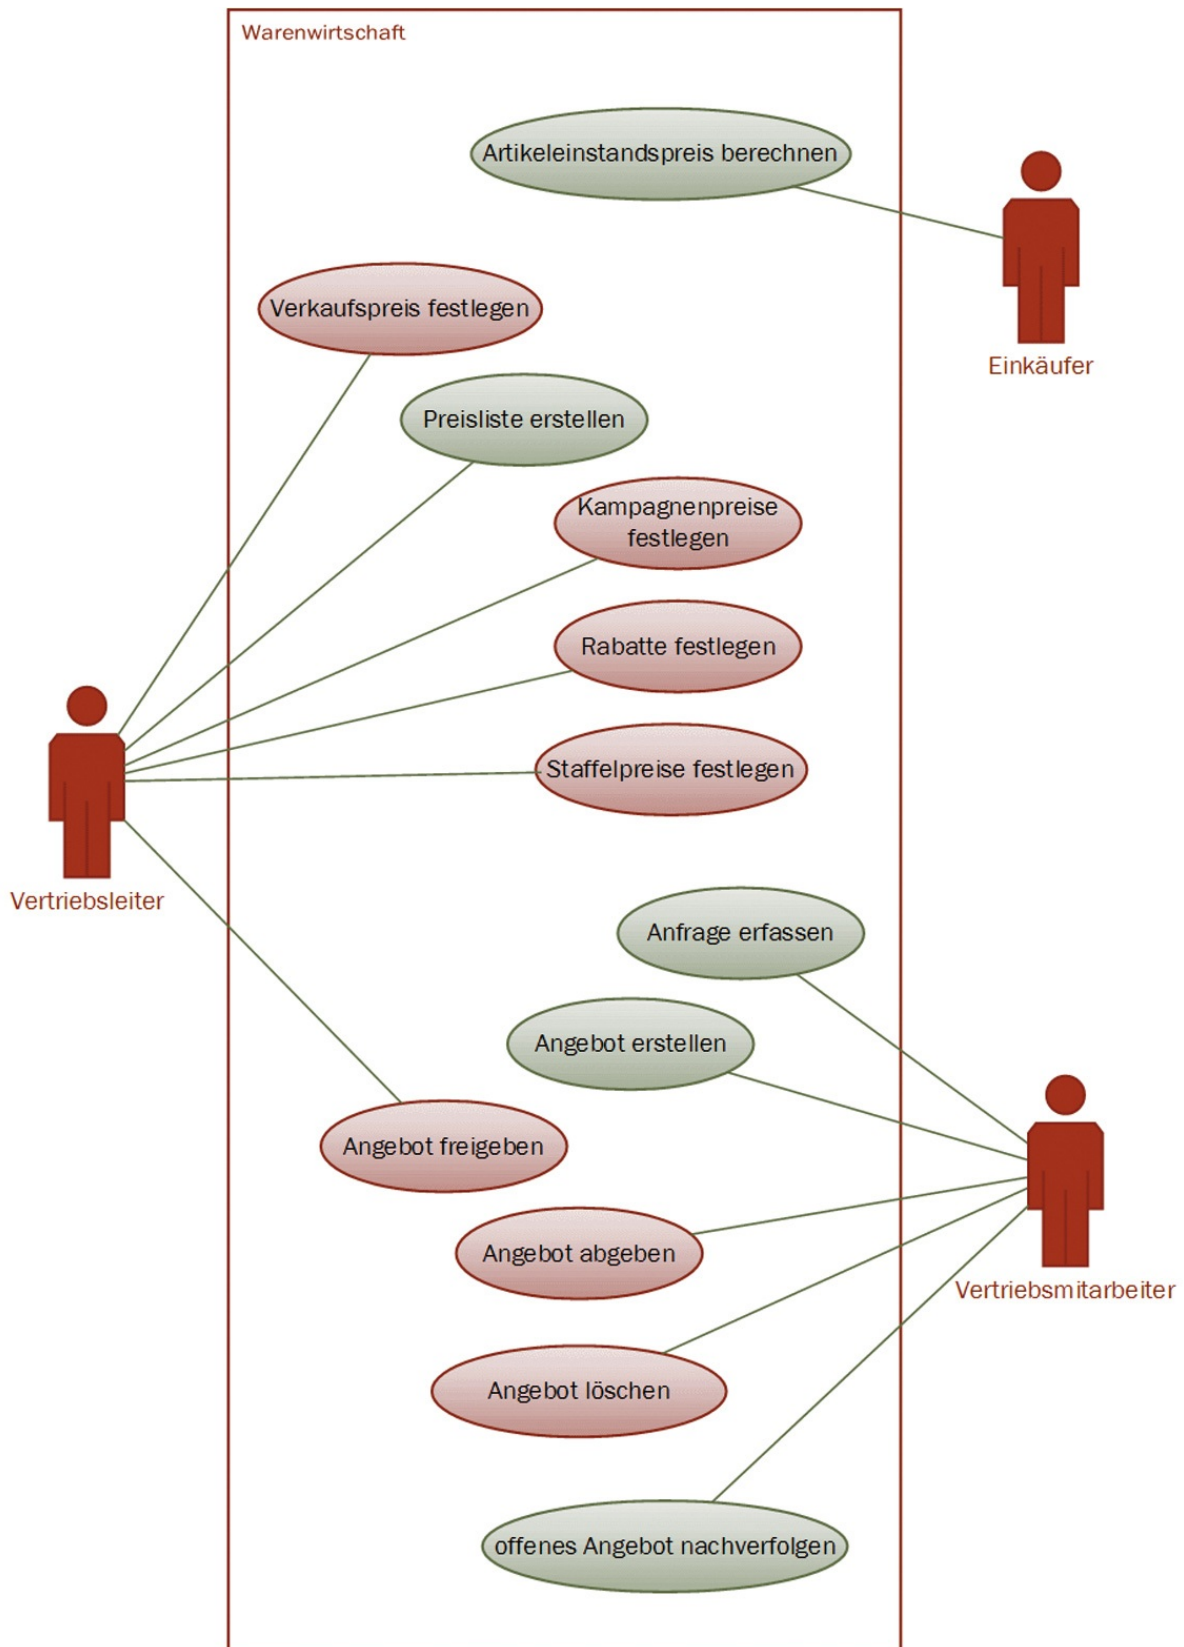 Warenwirtschaft
Artikeleinstandspreis berechnen
Einkäufer
Verkaufspreis festlegen
Preisliste erstellen
Kampagnenpreise
festlegen
Rabatte festlegen
Staffelpreise festlegen
Vertriebsleiter
Anfrage erfassen
Angebot erstellen
Angebot freigeben
Angebot abgeben
Vertriebsmitarbeiter
Angebot löschen
offenes Angebot nachverfolgen